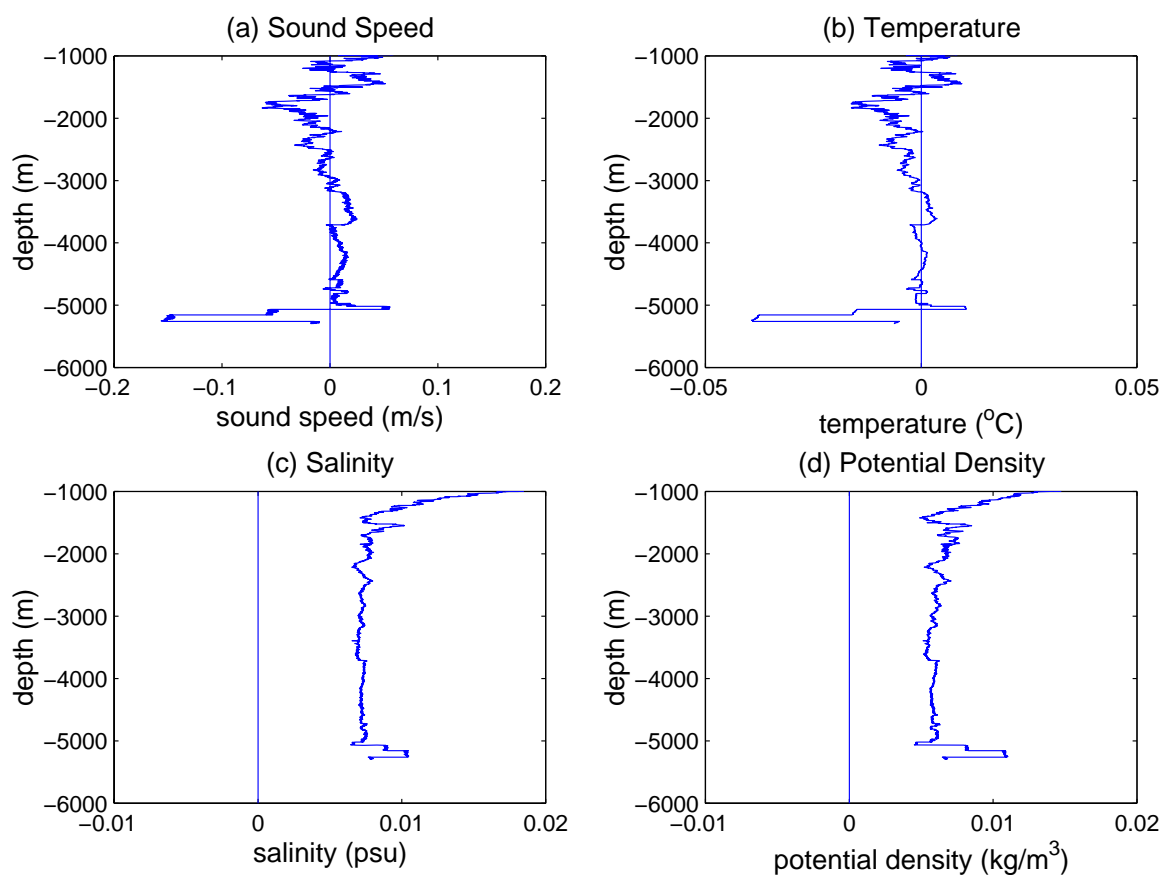 (a) Sound Speed
−1000
−2000
−3000
−4000
−5000
−6000
depth (m)
−0.2 −0.1 0 0.1 0.2
sound speed (m/s)
(b) Temperature
−1000
−2000
−3000
−4000
−5000
−6000
depth (m)
−0.05 0 0.05
temperature (°C)
(c) Salinity
−1000
−2000
−3000
−4000
−5000
−6000
depth (m)
−0.01 0 0.01 0.02
salinity (psu)
(d) Potential Density
−1000
−2000
−3000
−4000
−5000
−6000
depth (m)
−0.01 0 0.01 0.02
potential density (kg/m³)